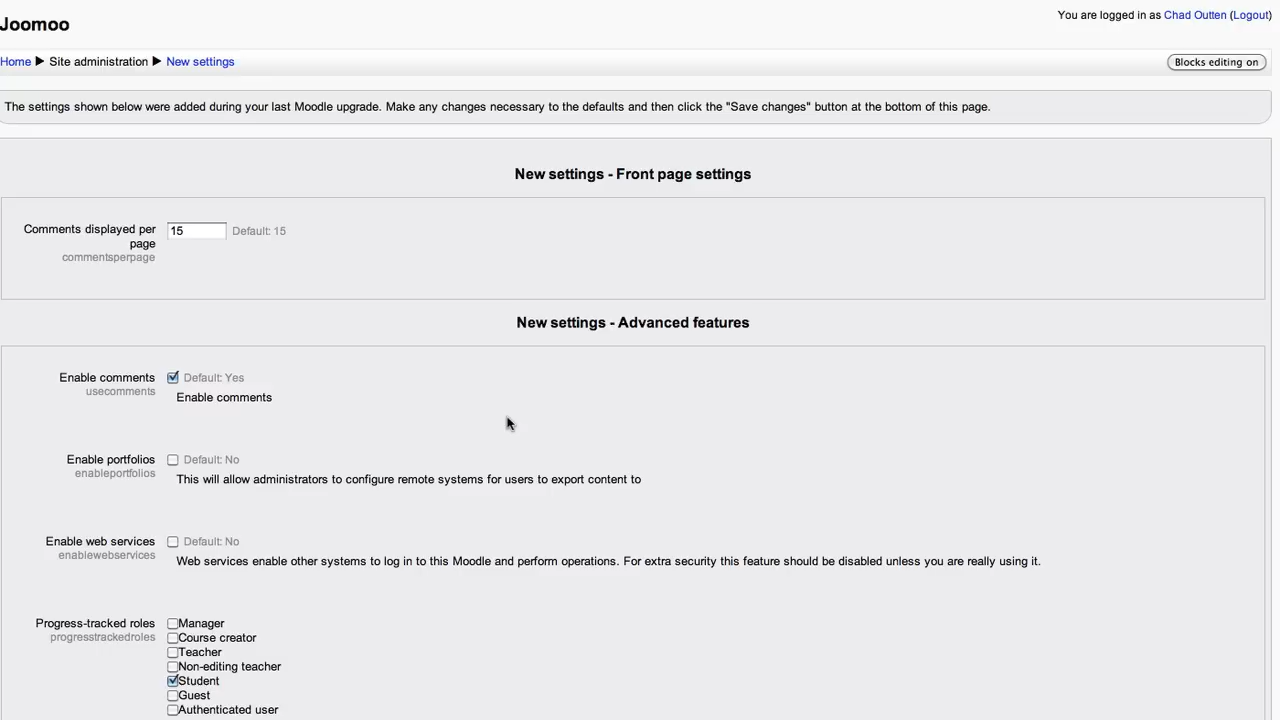 Joomoo
You are logged in as Chad Outten (Logout)
Home ► Site administration ► New settings
Blocks editing on
The settings shown below were added during your last Moodle upgrade. Make any changes necessary to the defaults and then click the "Save changes" button at the bottom of this page.
New settings - Front page settings
Comments displayed per
page
commentsperpage
15 Default: 15
New settings - Advanced features
Enable comments
usecomments
Default: Yes
Enable comments
Enable portfolios
enableportfolios
Default: No
This will allow administrators to configure remote systems for users to export content to
Enable web services
enablewebservices
Default: No
Web services enable other systems to log in to this Moodle and perform operations. For extra security this feature should be disabled unless you are really using it.
Progress-tracked roles
progresstrackedroles
Manager
Course creator
Teacher
Non-editing teacher
Student
Guest
Authenticated user